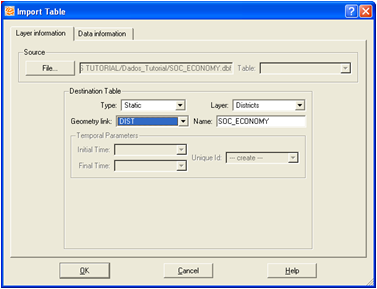 Import Table
Layer information Data information
Source
File... TUTORIAL/Dados_Tutorial/SOC_ECONOMY.dbf Table:
Destination Table
Type: Static Layer: Districts
Geometry link: DIST Name: SOC_ECONOMY
Temporal Parameters
Initial Time: Unique Id: --- create ---
Final Time:
OK Cancel Help